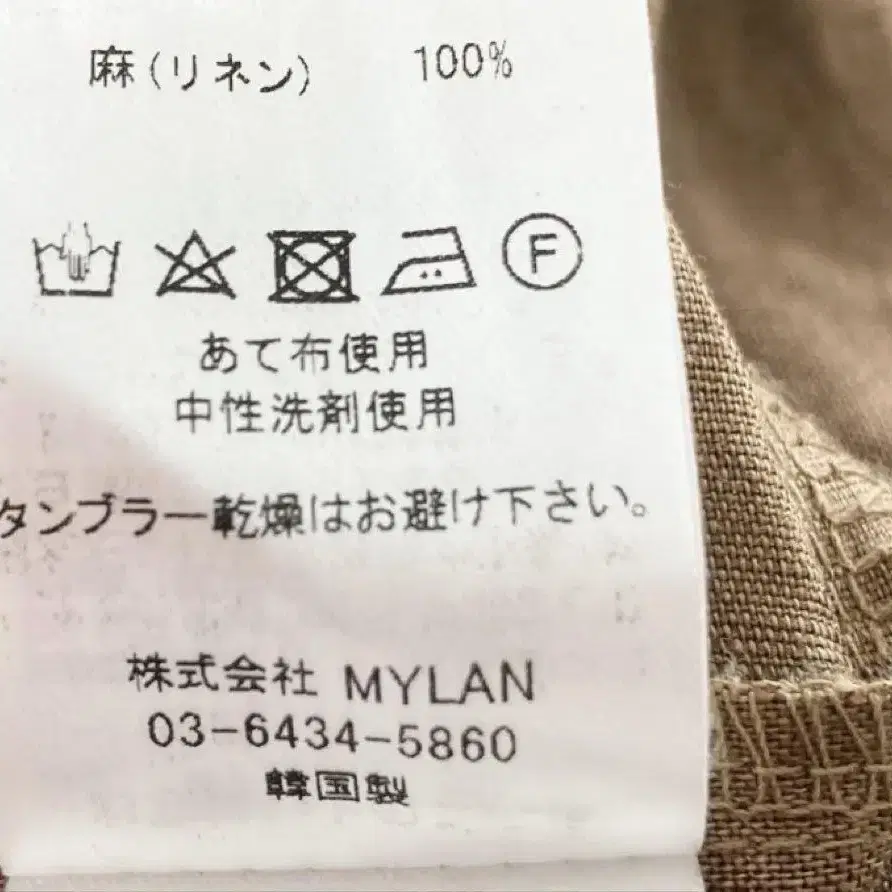 麻(リネン) 100%
F
あて布使用
中性洗剤使用
タンブラー乾燥はお避け下さい。
株式会社 MYLAN
03-6434-5860
韓国製